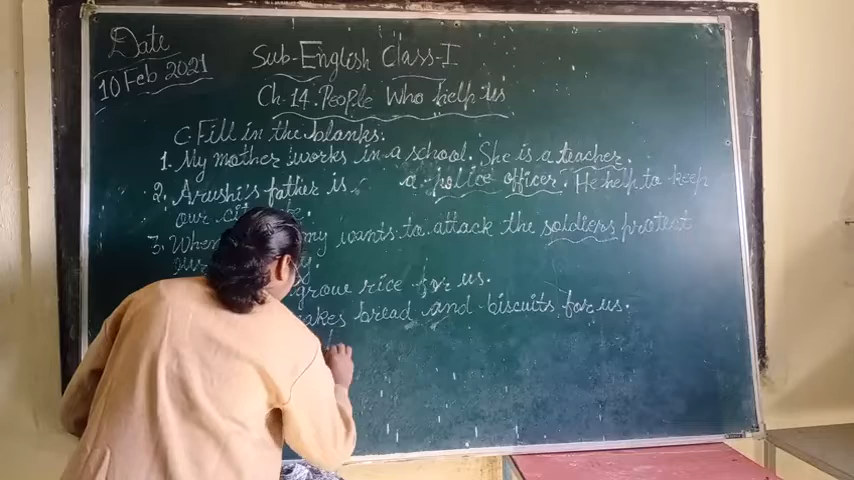 Date
10 Feb 2021
Sub-English Class-I
Ch-14. People Who help us
C. Fill in the blanks.
1. My mother works in a school. She is a teacher.
2. Arushi's father is a police officer. He help to keep
our
3. When my wants to attack the soldiers protect
us
grow rice for us.
makes bread and biscuits for us.